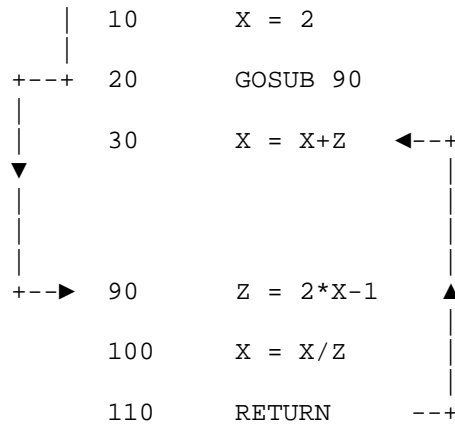 10 X = 2
20 GOSUB 90
30 X = X+Z
90 Z = 2*X-1
100 X = X/Z
110 RETURN